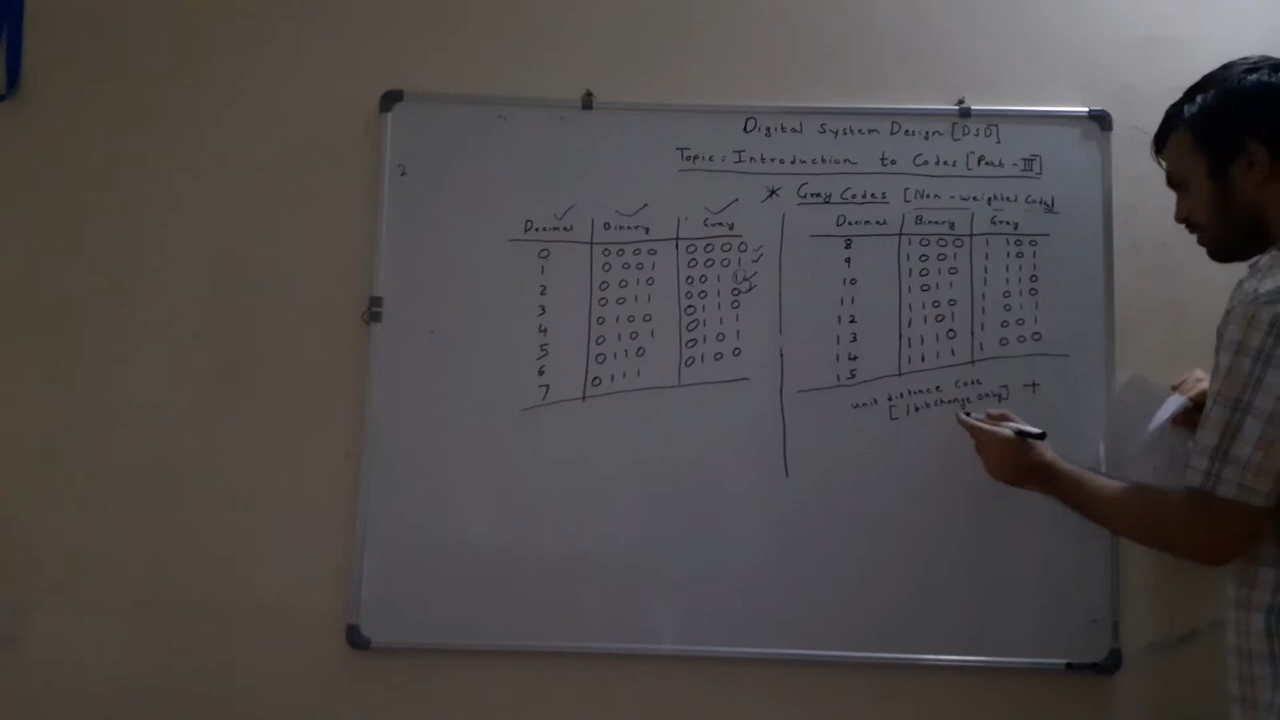 Digital System Design [DSD]
Topic: Introduction to Codes [Part-III]
2
* Gray Codes [Non-weighted Code]
Decimal Binary Gray
0 0000 0000
1 0001 0001
2 0010 0011
3 0011 0010
4 0100 0110
5 0101 0111
6 0110 0101
7 0111 0100
Decimal Binary Gray
8 1000 1100
9 1001 1101
10 1010 1111
11 1011 1110
12 1100 1010
13 1101 1011
14 1110 1001
15 1111 1000
unit distance Code +
[1 bit change only]